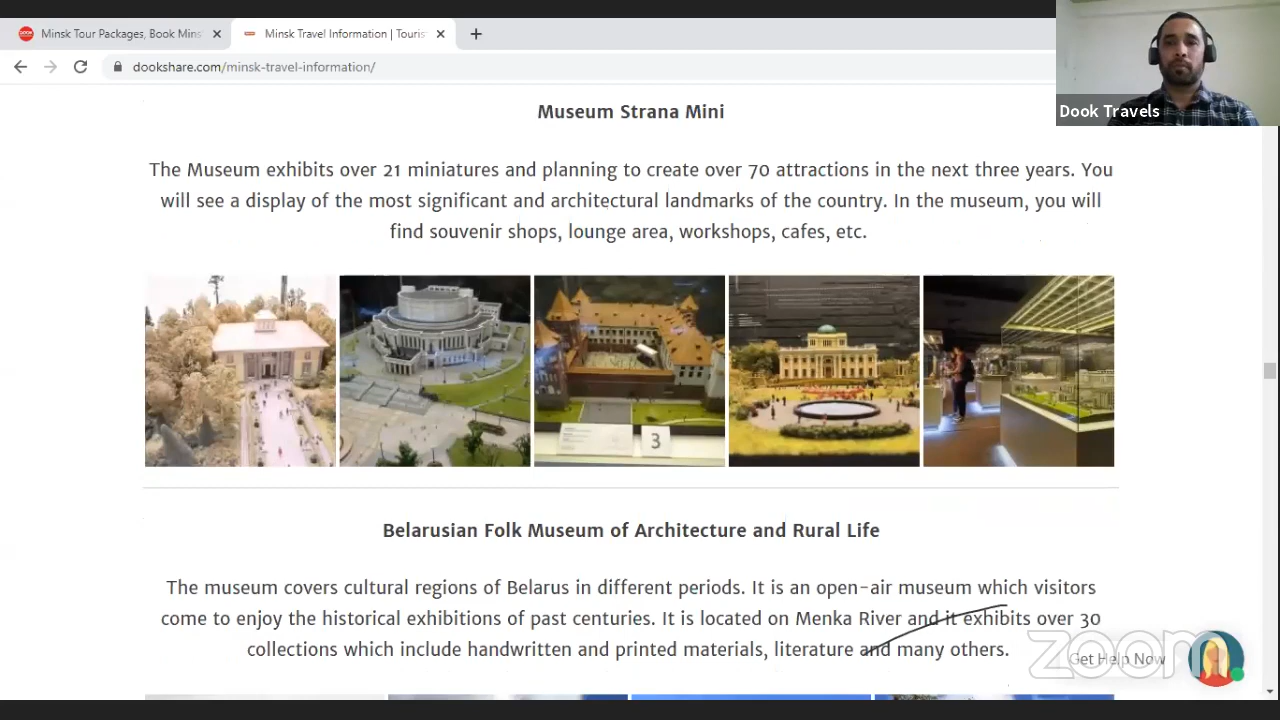 Minsk Tour Packages, Book Mins
Minsk Travel Information | Touris
dookshare.com/minsk-travel-information/
Dook Travels
Museum Strana Mini
The Museum exhibits over 21 miniatures and planning to create over 70 attractions in the next three years. You
will see a display of the most significant and architectural landmarks of the country. In the museum, you will
find souvenir shops, lounge area, workshops, cafes, etc.
3
Belarusian Folk Museum of Architecture and Rural Life
The museum covers cultural regions of Belarus in different periods. It is an open-air museum which visitors
come to enjoy the historical exhibitions of past centuries. It is located on Menka River and it exhibits over 30
collections which include handwritten and printed materials, literature and many others.
zoom
Get Help Now